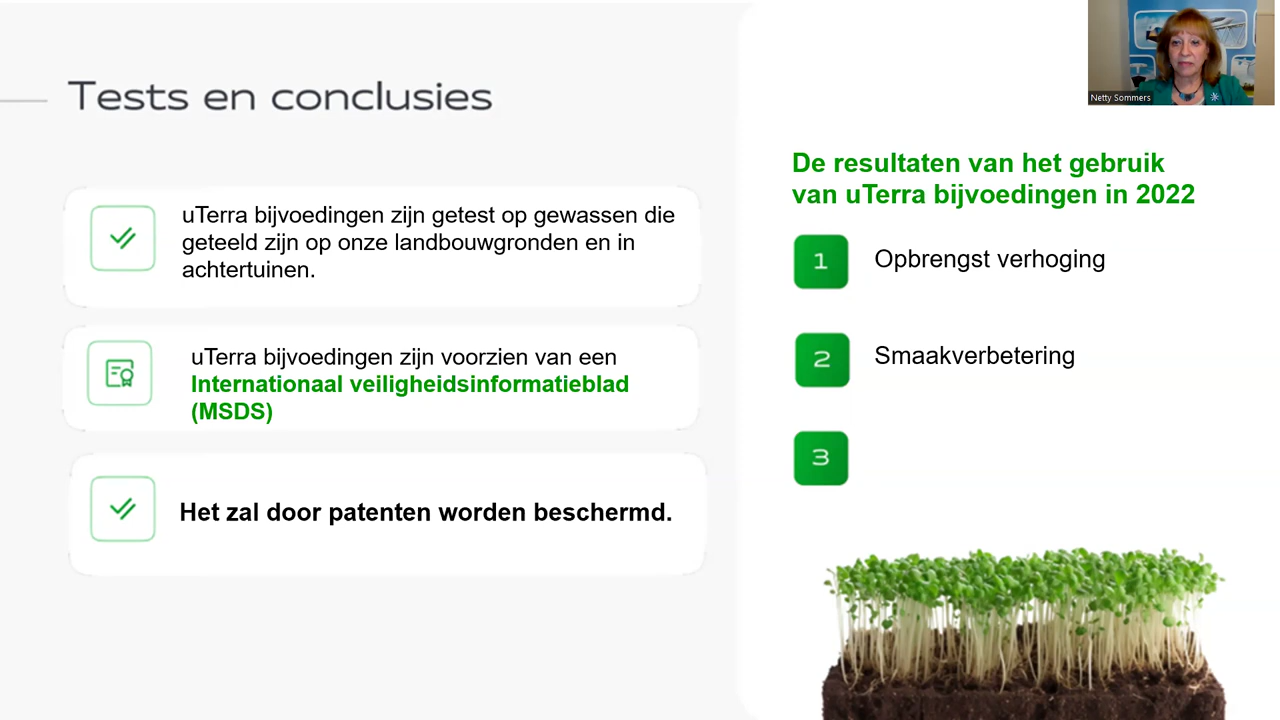 Tests en conclusies
uTerra bijvoedingen zijn getest op gewassen die
geteeld zijn op onze landbouwgronden en in
achtertuinen.
uTerra bijvoedingen zijn voorzien van een
Internationaal veiligheidsinformatieblad
(MSDS)
Het zal door patenten worden beschermd.
Netty Sommers
De resultaten van het gebruik
van uTerra bijvoedingen in 2022
1 Opbrengst verhoging
2 Smaakverbetering
3